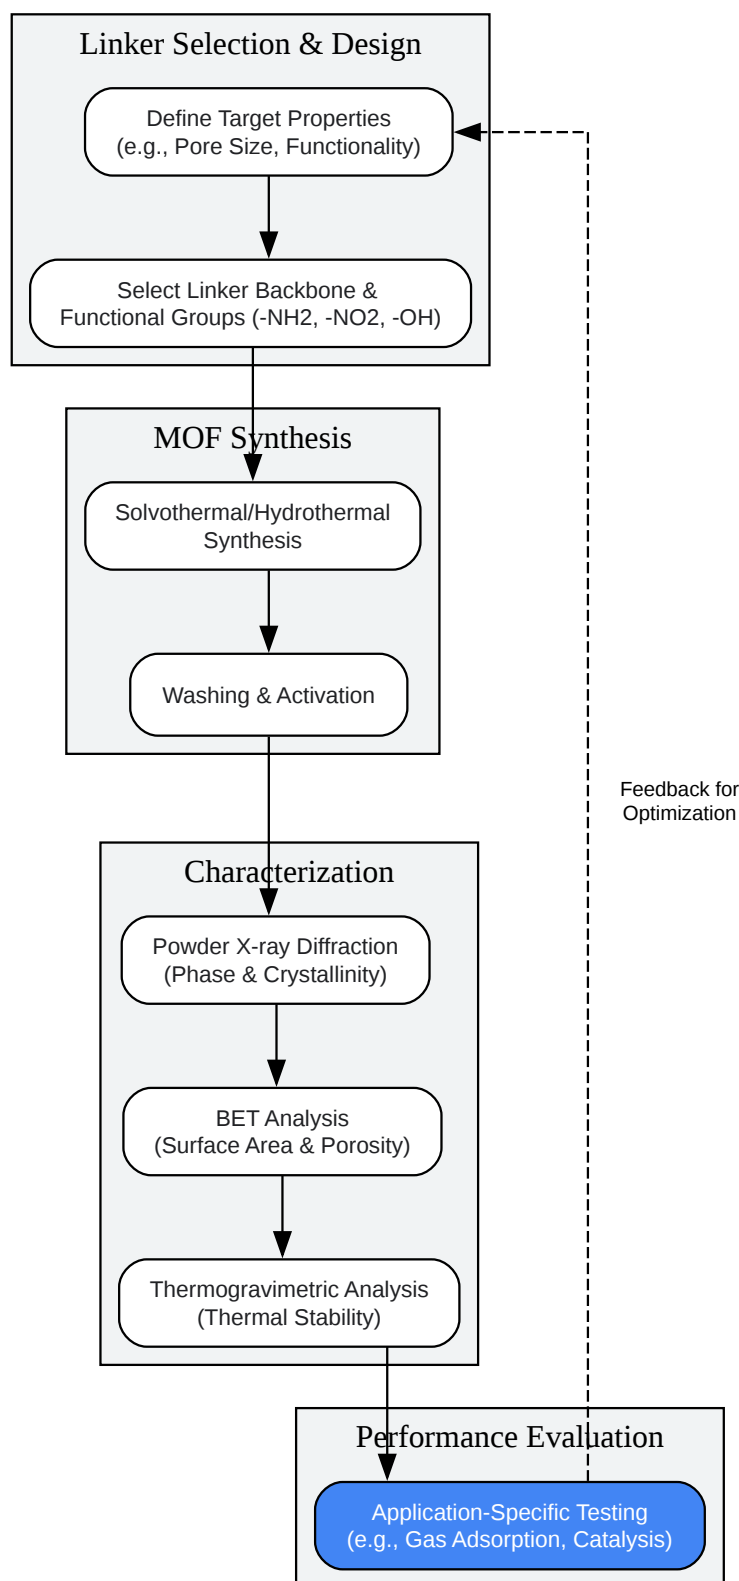 Linker Selection & Design
Define Target Properties
(e.g., Pore Size, Functionality)
Select Linker Backbone &
Functional Groups (-NH2, -NO2, -OH)
MOF Synthesis
Solvothermal/Hydrothermal
Synthesis
Washing & Activation
Feedback for
Optimization
Characterization
Powder X-ray Diffraction
(Phase & Crystallinity)
BET Analysis
(Surface Area & Porosity)
Thermogravimetric Analysis
(Thermal Stability)
Performance Evaluation
Application-Specific Testing
(e.g., Gas Adsorption, Catalysis)